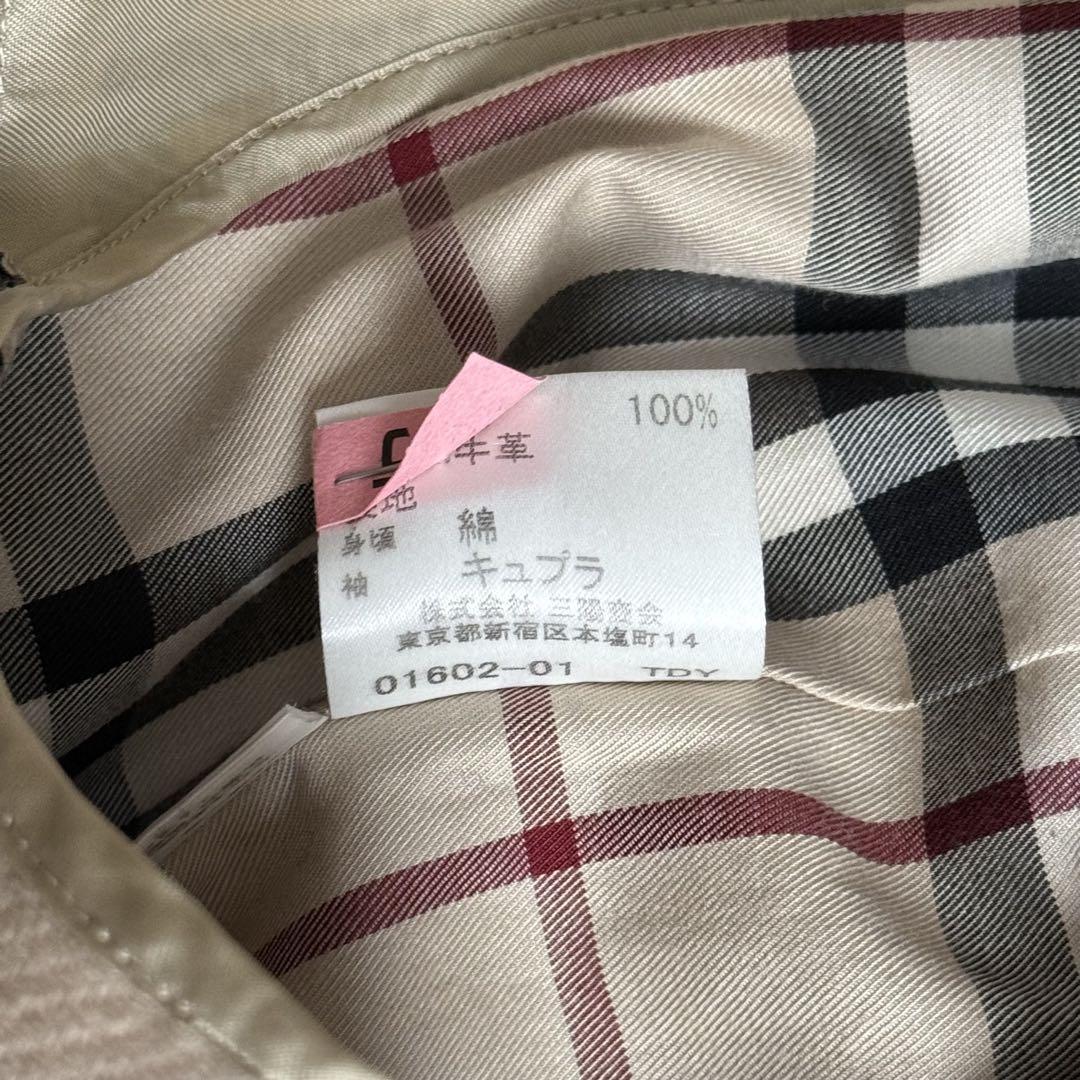 100%
牛革
地
身頃 綿
袖 キュプラ
株式会社 三陽商会
東京都新宿区本塩町14
01602-01 TDY